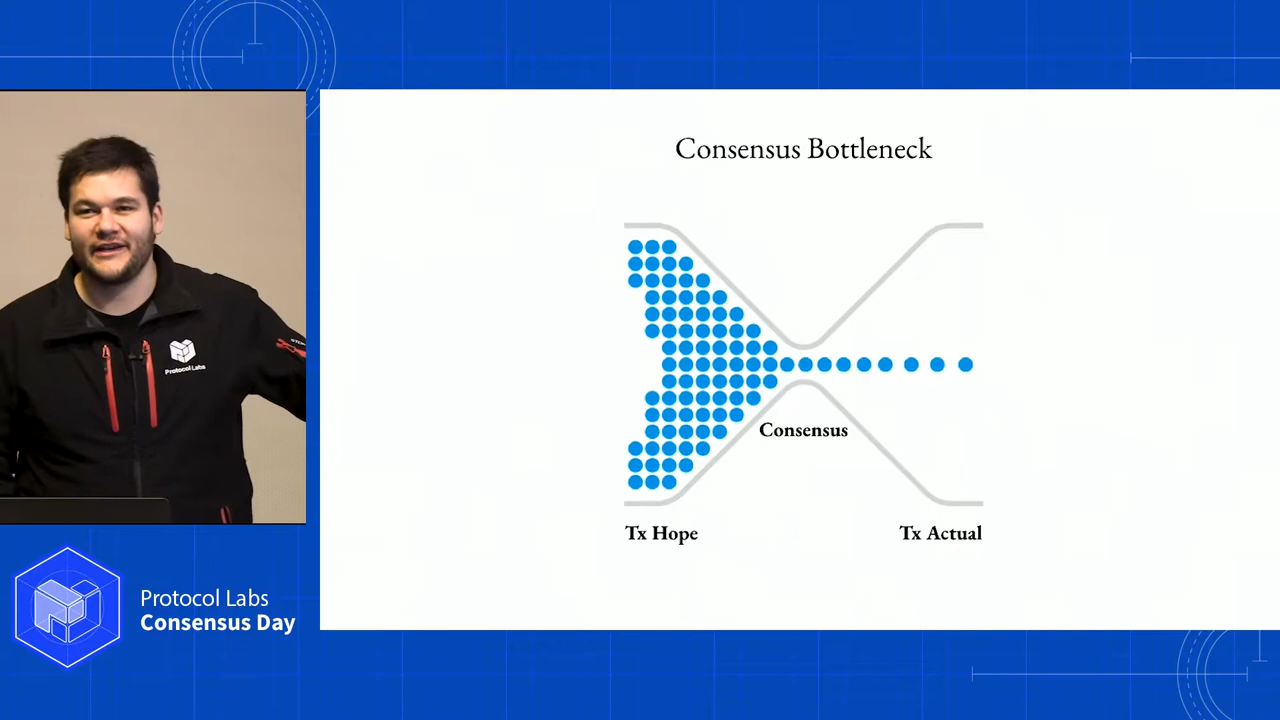 Consensus Bottleneck
Consensus
Tx Hope
Tx Actual
Protocol Labs
Protocol Labs
Consensus Day